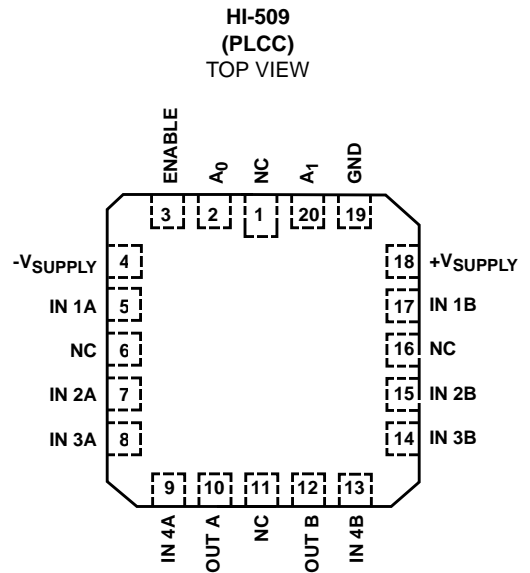 HI-509
(PLCC)
TOP VIEW
ENABLE
A0
NC
A1
GND
3
2
1
20
19
-VSUPPLY
4
18
+VSUPPLY
IN 1A
5
17
IN 1B
NC
6
16
NC
IN 2A
7
15
IN 2B
IN 3A
8
14
IN 3B
9
10
11
12
13
IN 4A
OUT A
NC
OUT B
IN 4B